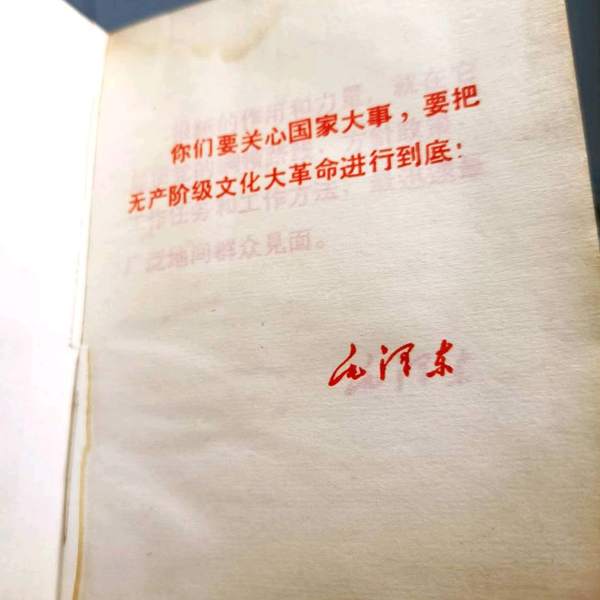 你们要关心国家大事，要把
无产阶级文化大革命进行到底！
毛泽东